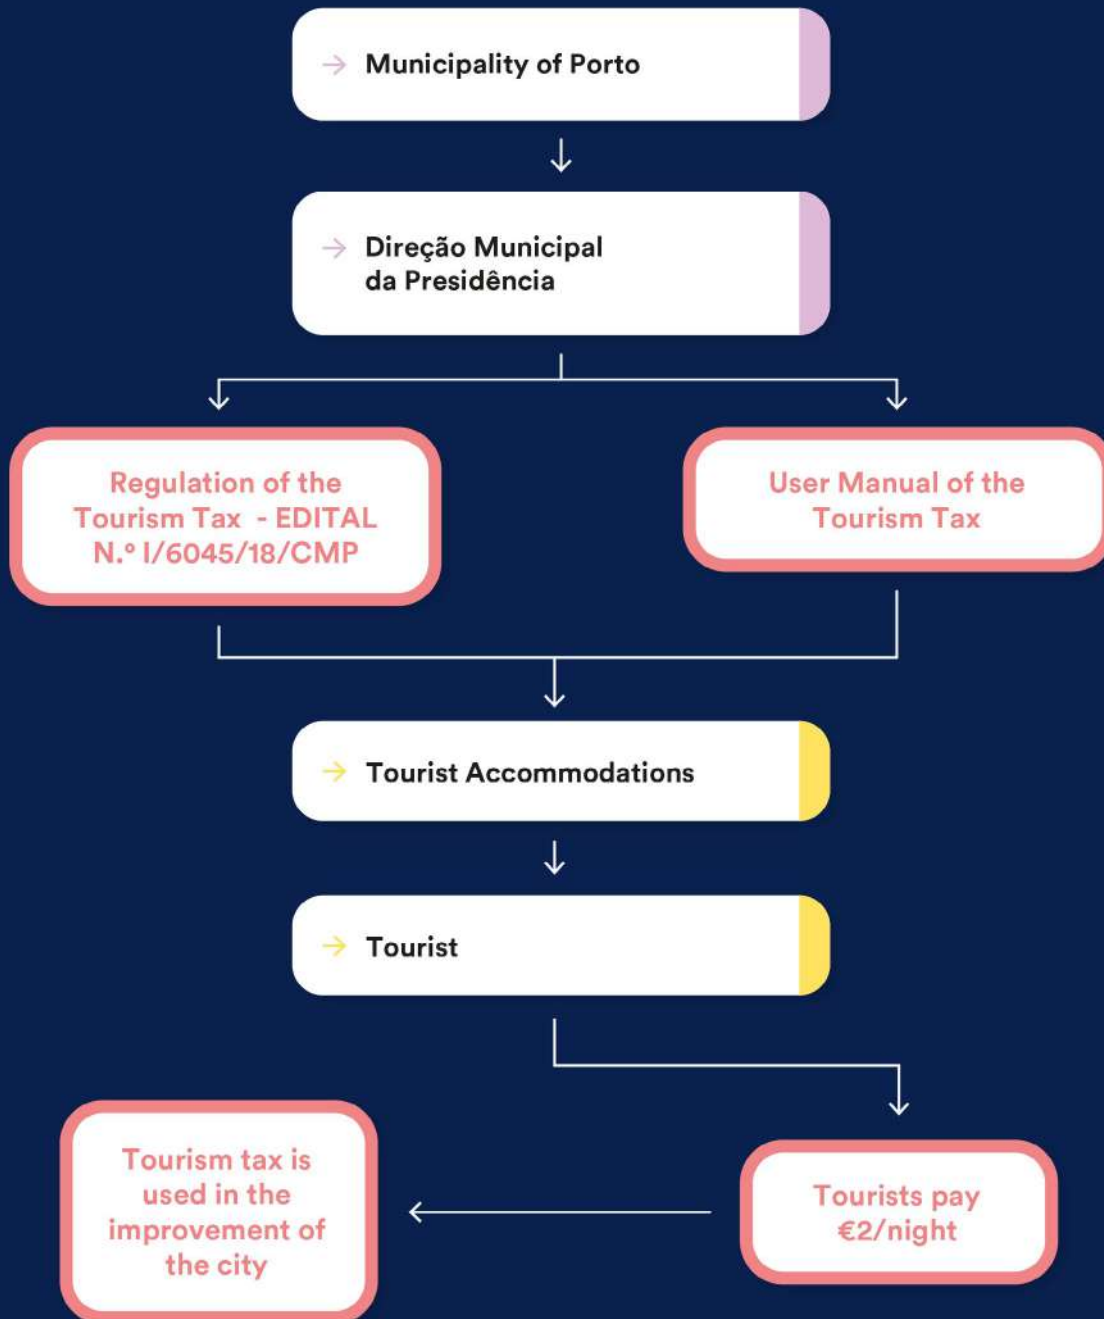 Municipality of Porto
Direção Municipal
da Presidência
Regulation of the
Tourism Tax - EDITAL
N.º I/6045/18/CMP
User Manual of the
Tourism Tax
Tourist Accommodations
Tourist
Tourism tax is
used in the
improvement of
the city
Tourists pay
€2/night